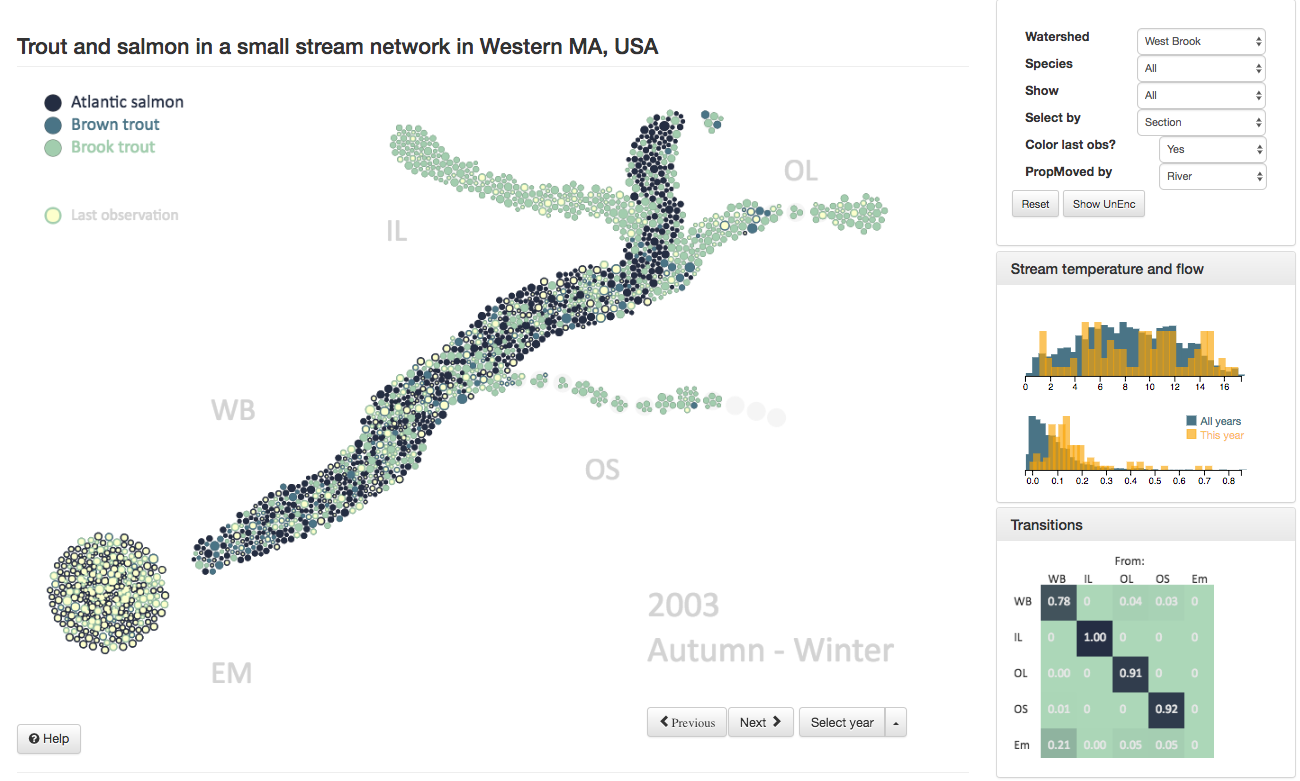 Trout and salmon in a small stream network in Western MA, USA
Atlantic salmon
Brown trout
Brook trout
Last observation
IL
OL
WB
OS
EM
2003
Autumn - Winter
Previous
Next
Select year
Help
Watershed West Brook
Species All
Show All
Select by Section
Color last obs? Yes
PropMoved by River
Reset Show UnEnc
Stream temperature and flow
0 2 4 6 8 10 12 14 16
All years
This year
0.0 0.1 0.2 0.3 0.4 0.5 0.6 0.7 0.8
Transitions
From:
WB IL OL OS Em
WB 0.78 0 0.04 0.03 0
IL 0 1.00 0 0 0
OL 0.00 0 0.91 0 0
OS 0.01 0 0 0.92 0
Em 0.21 0.00 0.05 0.05 0